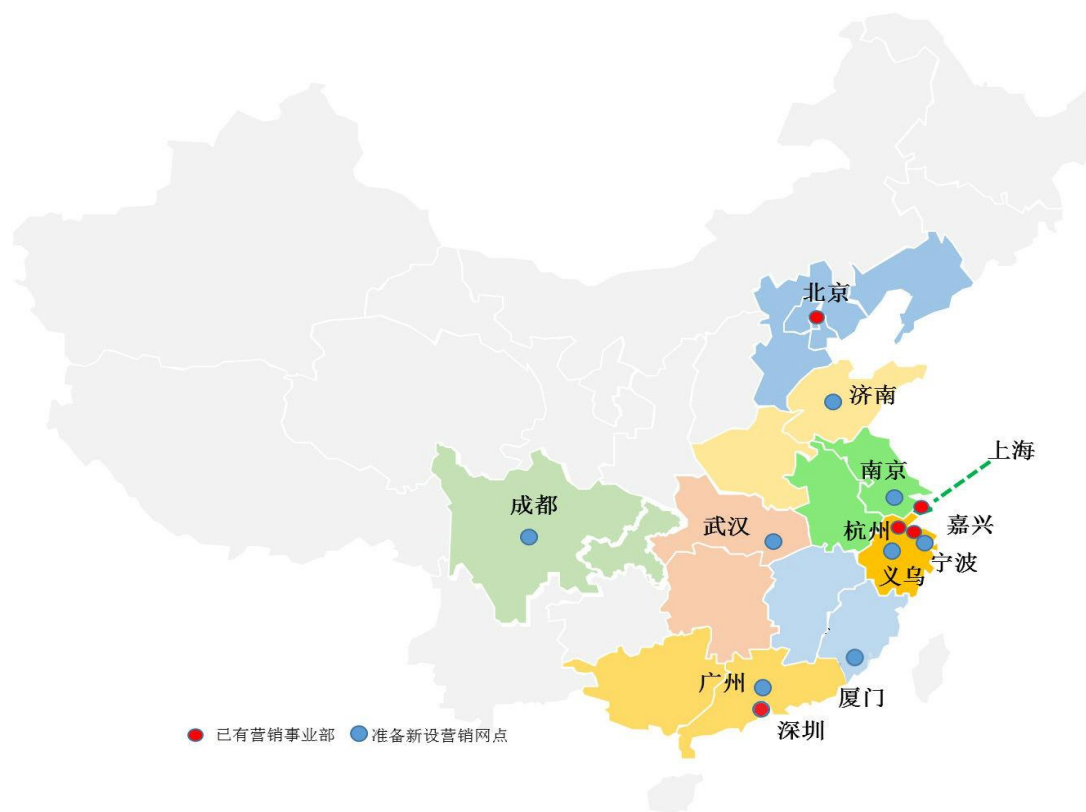 北京
济南
上海
南京
成都
武汉
杭州
嘉兴
宁波
义乌
广州
厦门
深圳
已有营销事业部
准备新设营销网点